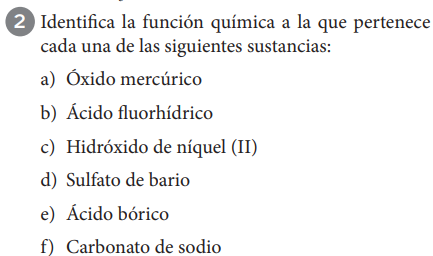 2 Identifica la función química a la que pertenece
cada una de las siguientes sustancias:
a) Óxido mercúrico
b) Ácido fluorhídrico
c) Hidróxido de níquel (II)
d) Sulfato de bario
e) Ácido bórico
f) Carbonato de sodio